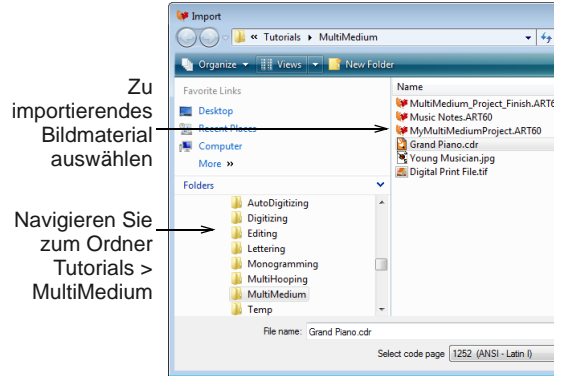 Import
« Tutorials ▸ MultiMedium
Organize Views New Folder
Zu
importierendes
Bildmaterial
auswählen
Favorite Links
Desktop
Recent Places
Computer
More »
Folders
AutoDigitizing
Digitizing
Editing
Lettering
Monogramming
MultiHooping
MultiMedium
Temp
Navigieren Sie
zum Ordner
Tutorials >
MultiMedium
Name
MultiMedium_Project_Finish.ART6
Music Notes.ART60
MyMultiMediumProject.ART60
Grand Piano.cdr
Young Musician.jpg
Digital Print File.tif
File name: Grand Piano.cdr
Select code page 1252 (ANSI - Latin I)